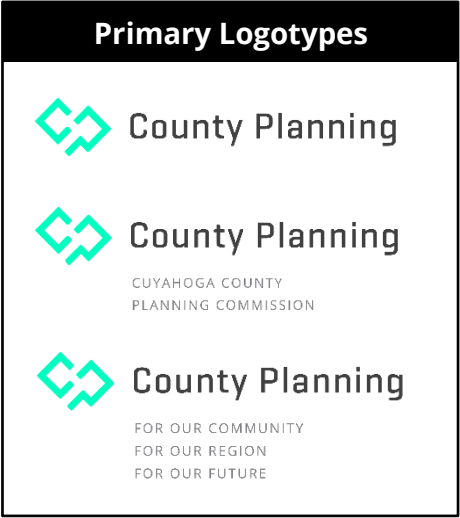 Primary Logotypes
County Planning
County Planning
CUYAHOGA COUNTY
PLANNING COMMISSION
County Planning
FOR OUR COMMUNITY
FOR OUR REGION
FOR OUR FUTURE